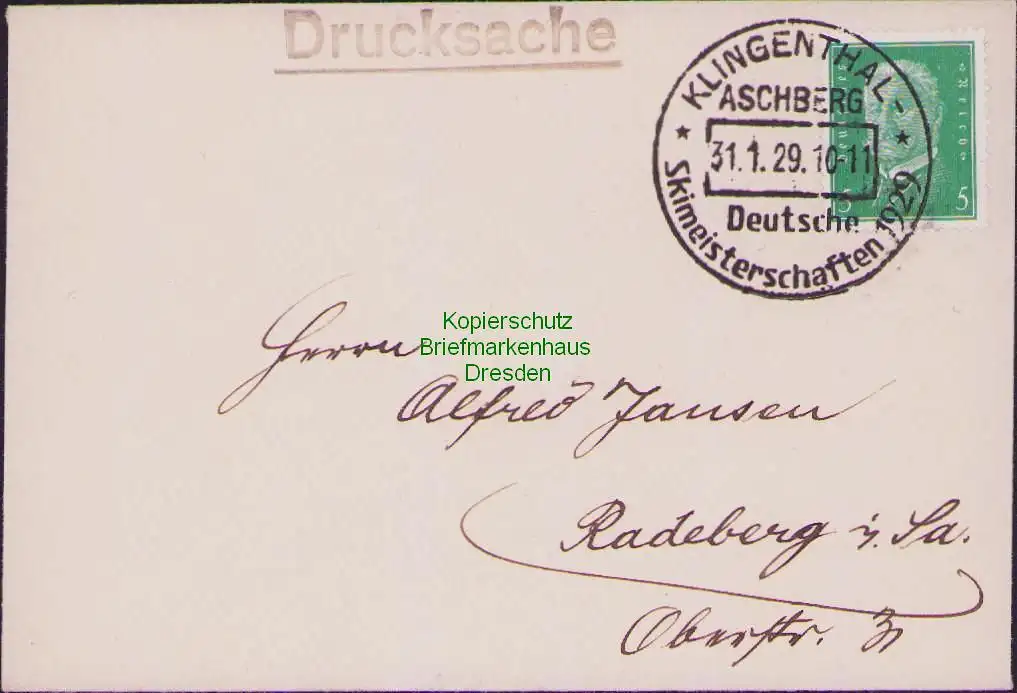 Drucksache
KLINGENTHAL-
ASCHBERG
31.1.29.10-11
Deutsche
Skimeisterschaften 1929
5 5
Kopierschutz
Briefmarkenhaus
Dresden
Herrn
Alfred Jansen
Radeberg i. Sa.
Oberstr.